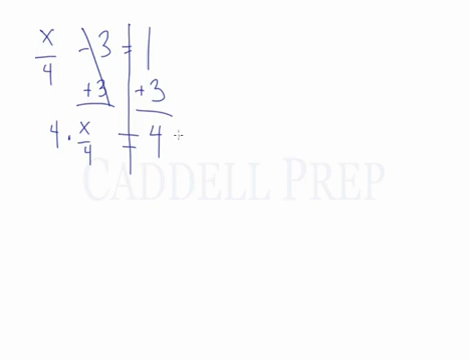 x/4 - 3 = 1
+3 +3
4 · x/4 = 4
CADDELL PREP